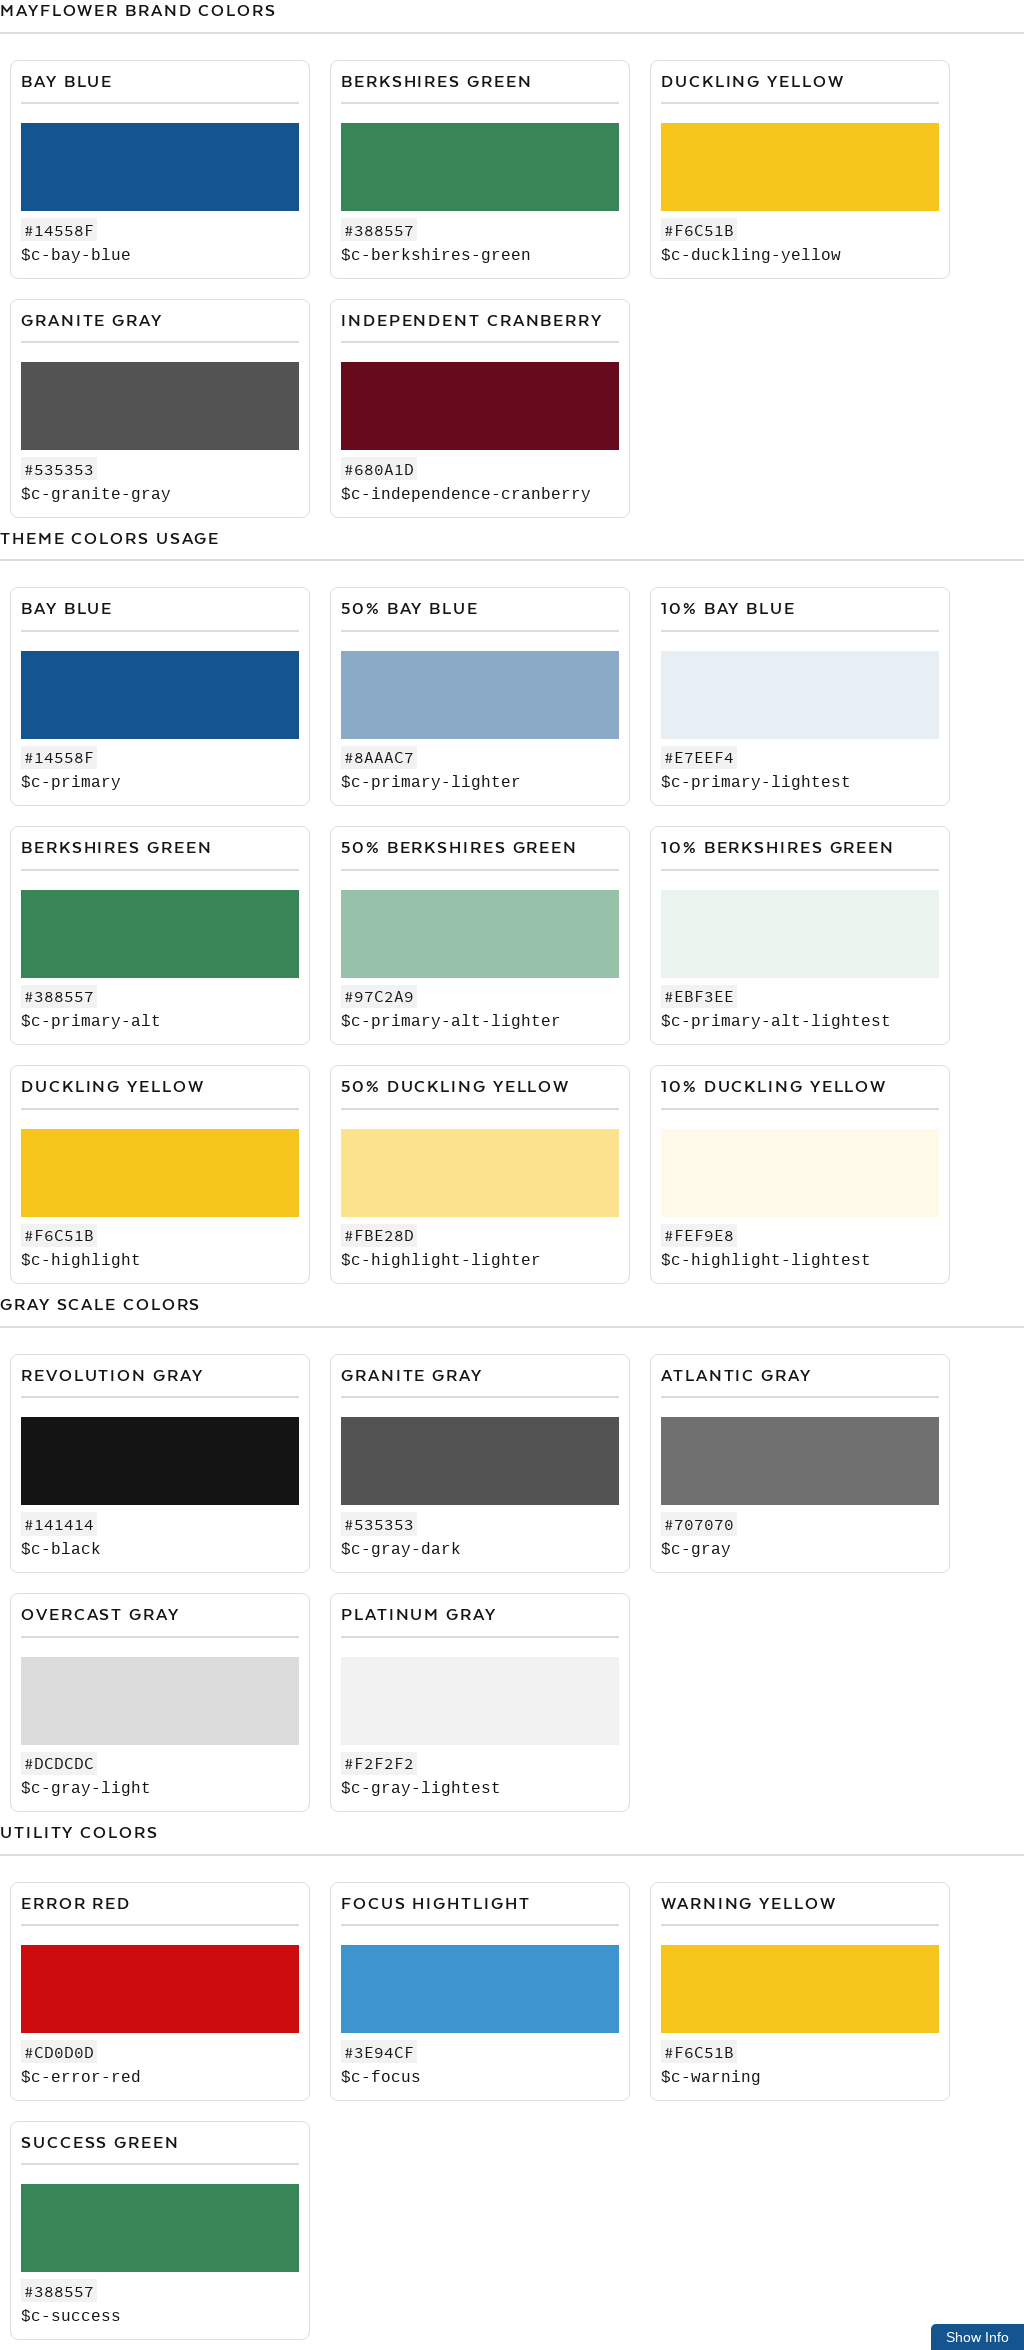 MAYFLOWER BRAND COLORS
BAY BLUE
#14558F
$c-bay-blue
BERKSHIRES GREEN
#388557
$c-berkshires-green
DUCKLING YELLOW
#F6C51B
$c-duckling-yellow
GRANITE GRAY
#535353
$c-granite-gray
INDEPENDENT CRANBERRY
#680A1D
$c-independence-cranberry
THEME COLORS USAGE
BAY BLUE
#14558F
$c-primary
50% BAY BLUE
#8AAAC7
$c-primary-lighter
10% BAY BLUE
#E7EEF4
$c-primary-lightest
BERKSHIRES GREEN
#388557
$c-primary-alt
50% BERKSHIRES GREEN
#97C2A9
$c-primary-alt-lighter
10% BERKSHIRES GREEN
#EBF3EE
$c-primary-alt-lightest
DUCKLING YELLOW
#F6C51B
$c-highlight
50% DUCKLING YELLOW
#FBE28D
$c-highlight-lighter
10% DUCKLING YELLOW
#FEF9E8
$c-highlight-lightest
GRAY SCALE COLORS
REVOLUTION GRAY
#141414
$c-black
GRANITE GRAY
#535353
$c-gray-dark
ATLANTIC GRAY
#707070
$c-gray
OVERCAST GRAY
#DCDCDC
$c-gray-light
PLATINUM GRAY
#F2F2F2
$c-gray-lightest
UTILITY COLORS
ERROR RED
#CD0D0D
$c-error-red
FOCUS HIGHTLIGHT
#3E94CF
$c-focus
WARNING YELLOW
#F6C51B
$c-warning
SUCCESS GREEN
#388557
$c-success
Show Info